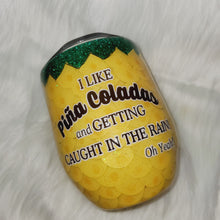 I LIKE
Piña Coladas
...and GETTING
CAUGHT IN THE RAIN
Oh Yeah!